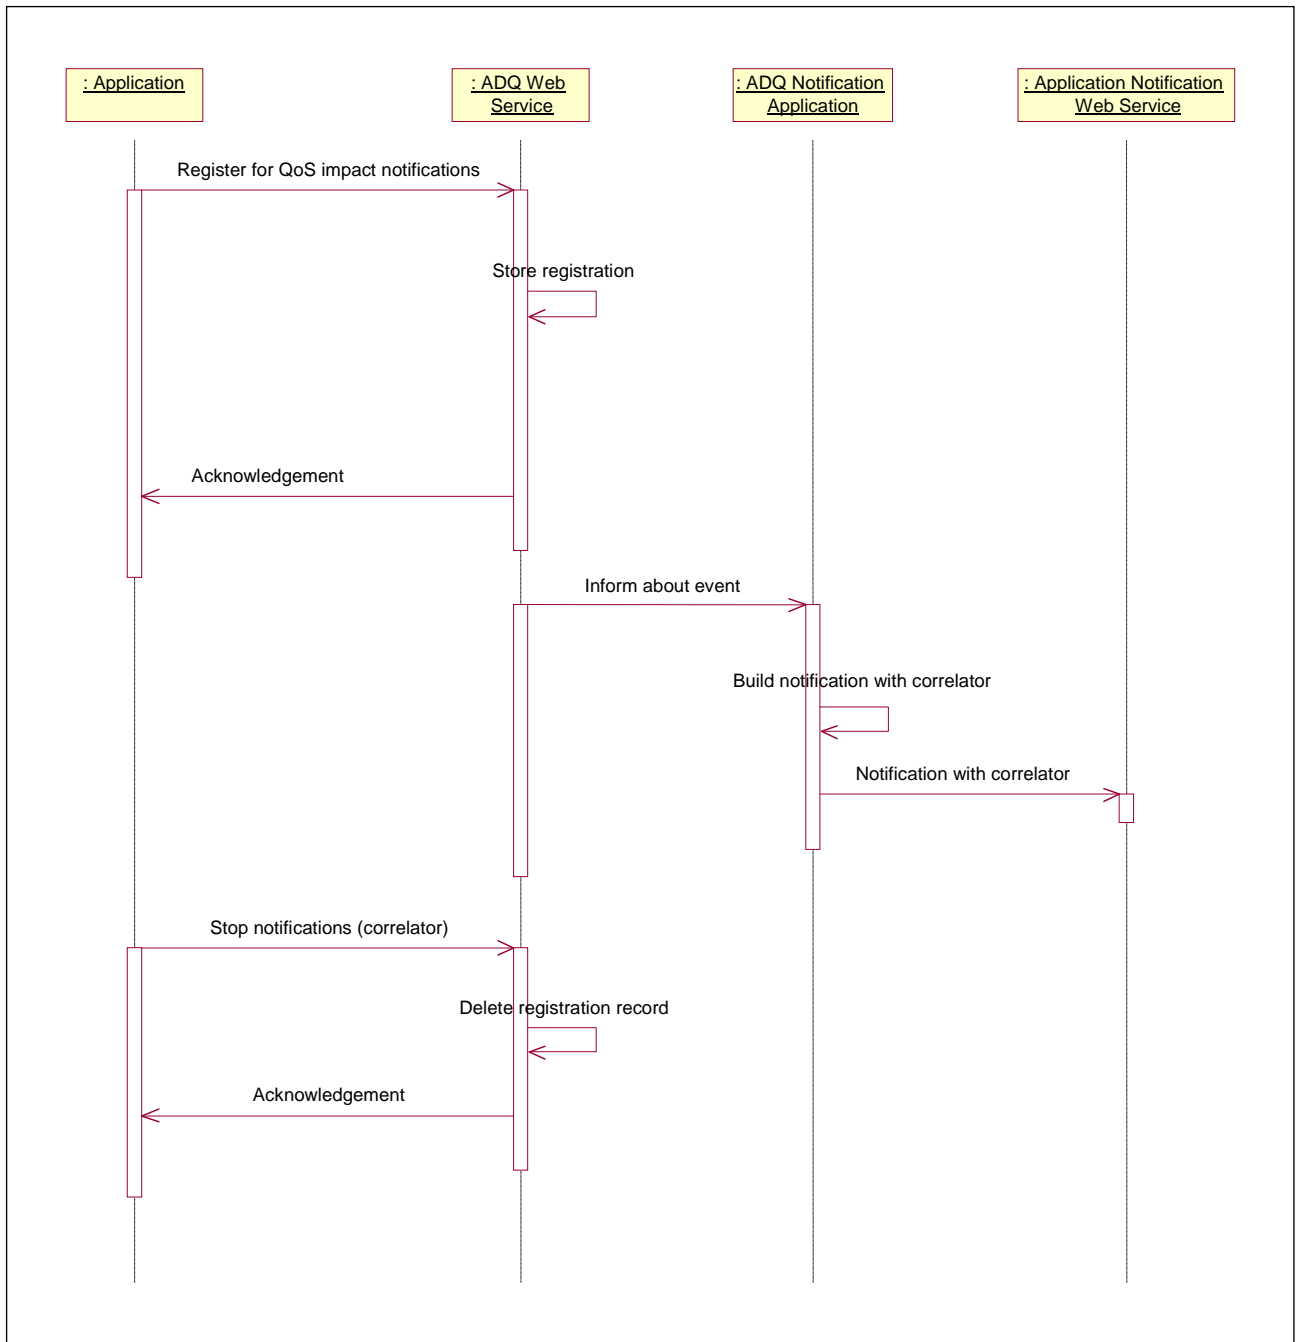 : Application
: ADQ Web
Service
: ADQ Notification
Application
: Application Notification
Web Service
Register for QoS impact notifications
Store registration
Acknowledgement
Inform about event
Build notification with correlator
Notification with correlator
Stop notifications (correlator)
Delete registration record
Acknowledgement